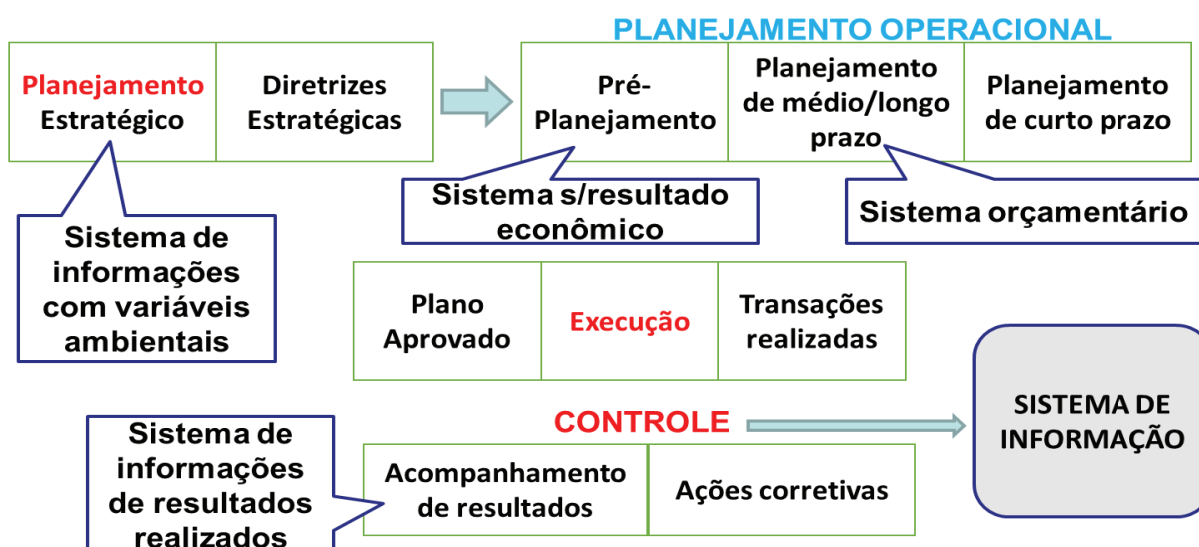 PLANEJAMENTO OPERACIONAL
Planejamento
Estratégico
Diretrizes
Estratégicas
Pré-
Planejamento
Planejamento
de médio/longo
prazo
Planejamento
de curto prazo
Sistema de
informações
com variáveis
ambientais
Sistema s/resultado
econômico
Sistema orçamentário
Plano
Aprovado
Execução
Transações
realizadas
CONTROLE
SISTEMA DE
INFORMAÇÃO
Sistema de
informações
de resultados
realizados
Acompanhamento
de resultados
Ações corretivas